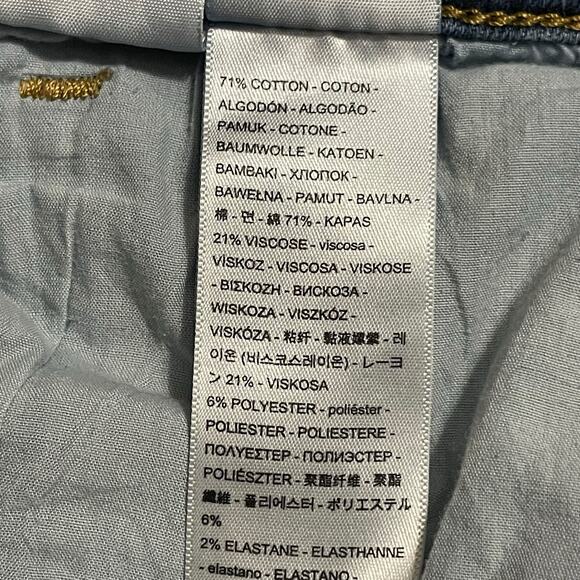 71% COTTON - COTON -
ALGODÓN - ALGODÃO -
PAMUK - COTONE -
BAUMWOLLE - KATOEN -
BAMBAKI - ХЛОПОК -
BAWEŁNA - PAMUT - BAVLNA -
棉 - 면 - 綿 71% - KAPAS
21% VISCOSE - viscosa -
VİSKOZ - VISCOSA - VISKOSE
- ΒΙΣΚΟΖΗ - ВИСКОЗА -
WISKOZA - VISZKÓZ -
VISKÓZA - 粘纤 - 黏液嫘縈 - 레
이온 (비스코스레이온) - レーヨ
ン 21% - VISKOSA
6% POLYESTER - poliéster -
POLIESTER - POLIESTERE -
ΠΟΛΥΕΣΤΕΡ - ПОЛИЭСТЕР -
POLIÉSZTER - 聚酯纤维 - 聚酯
纖維 - 폴리에스터 - ポリエステル
6%
2% ELASTANE - ELASTHANNE
- elastano - ELASTANO -